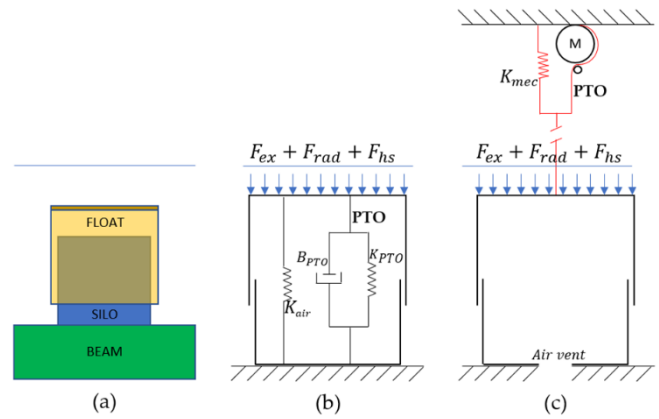 FLOAT
SILO
BEAM
(a)
F_ex + F_rad + F_hs
PTO
B_PTO
K_PTO
K_air
(b)
M
K_mec
PTO
F_ex + F_rad + F_hs
Air vent
(c)